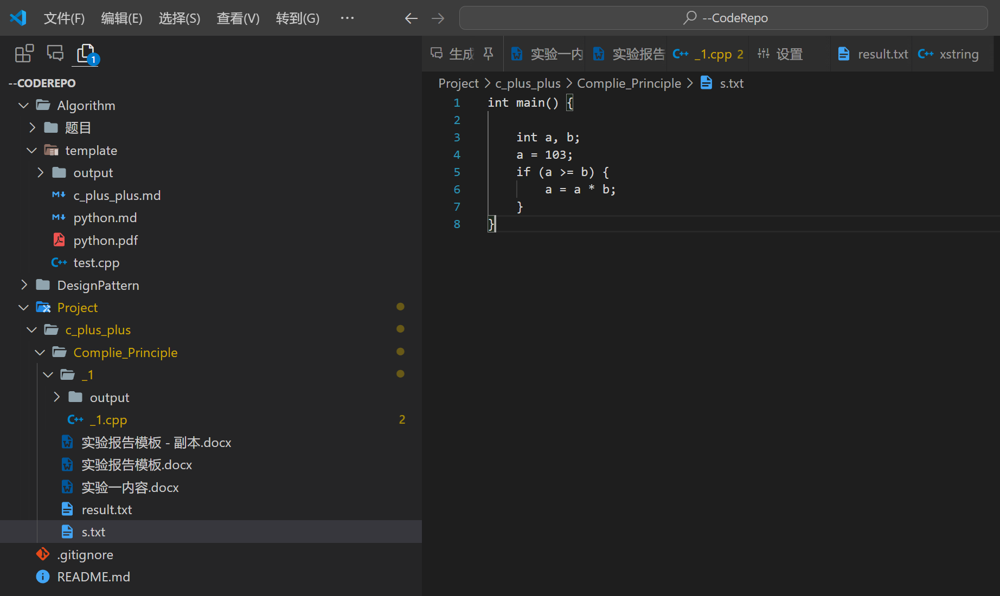 文件(F) 编辑(E) 选择(S) 查看(V) 转到(G) ··· --CodeRepo
1
--CODEREPO
Algorithm
题目
template
output
c_plus_plus.md
python.md
python.pdf
test.cpp
DesignPattern
Project
c_plus_plus
Complie_Principle
_1
output
_1.cpp 2
实验报告模板 - 副本.docx
实验报告模板.docx
实验一内容.docx
result.txt
s.txt
.gitignore
README.md
生成 实验一内 实验报告 _1.cpp 2 设置 result.txt xstring
Project > c_plus_plus > Complie_Principle > s.txt
1 int main() {
2
3 int a, b;
4 a = 103;
5 if (a >= b) {
6 a = a * b;
7 }
8 }